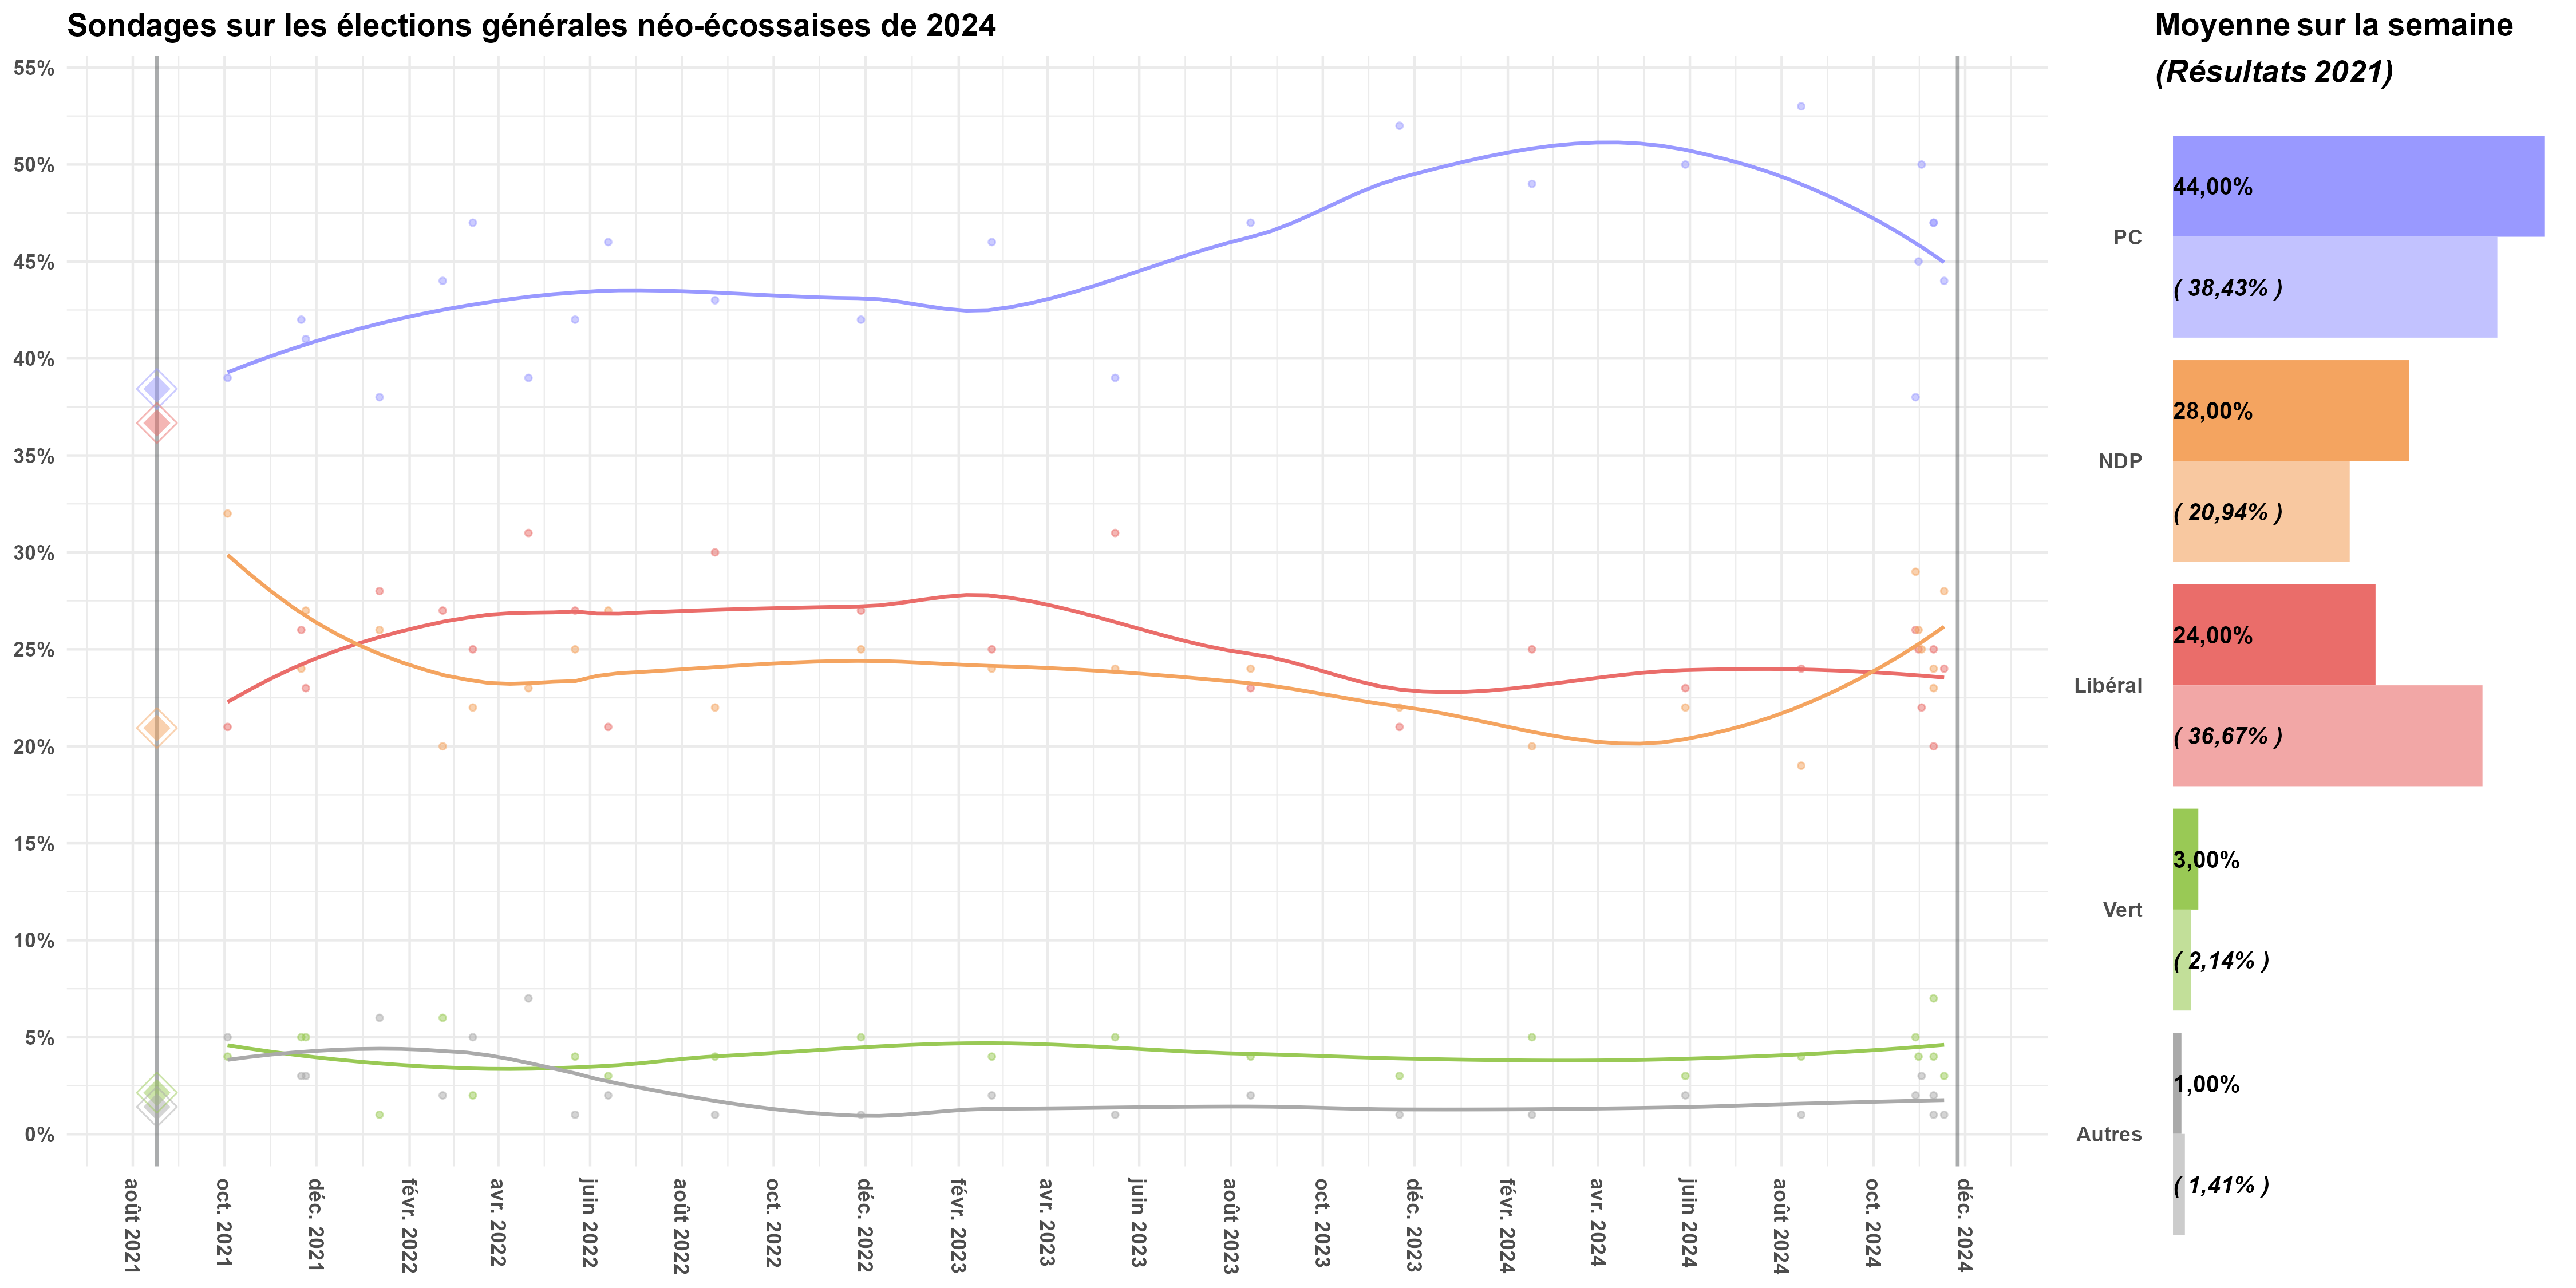 Sondages sur les élections générales néo-écossaises de 2024
55%
50%
45%
40%
35%
30%
25%
20%
15%
10%
5%
0%
août 2021
oct. 2021
déc. 2021
févr. 2022
avr. 2022
juin 2022
août 2022
oct. 2022
déc. 2022
févr. 2023
avr. 2023
juin 2023
août 2023
oct. 2023
déc. 2023
févr. 2024
avr. 2024
juin 2024
août 2024
oct. 2024
déc. 2024
Moyenne sur la semaine
(Résultats 2021)
PC
44,00%
( 38,43% )
NDP
28,00%
( 20,94% )
Libéral
24,00%
( 36,67% )
Vert
3,00%
( 2,14% )
Autres
1,00%
( 1,41% )